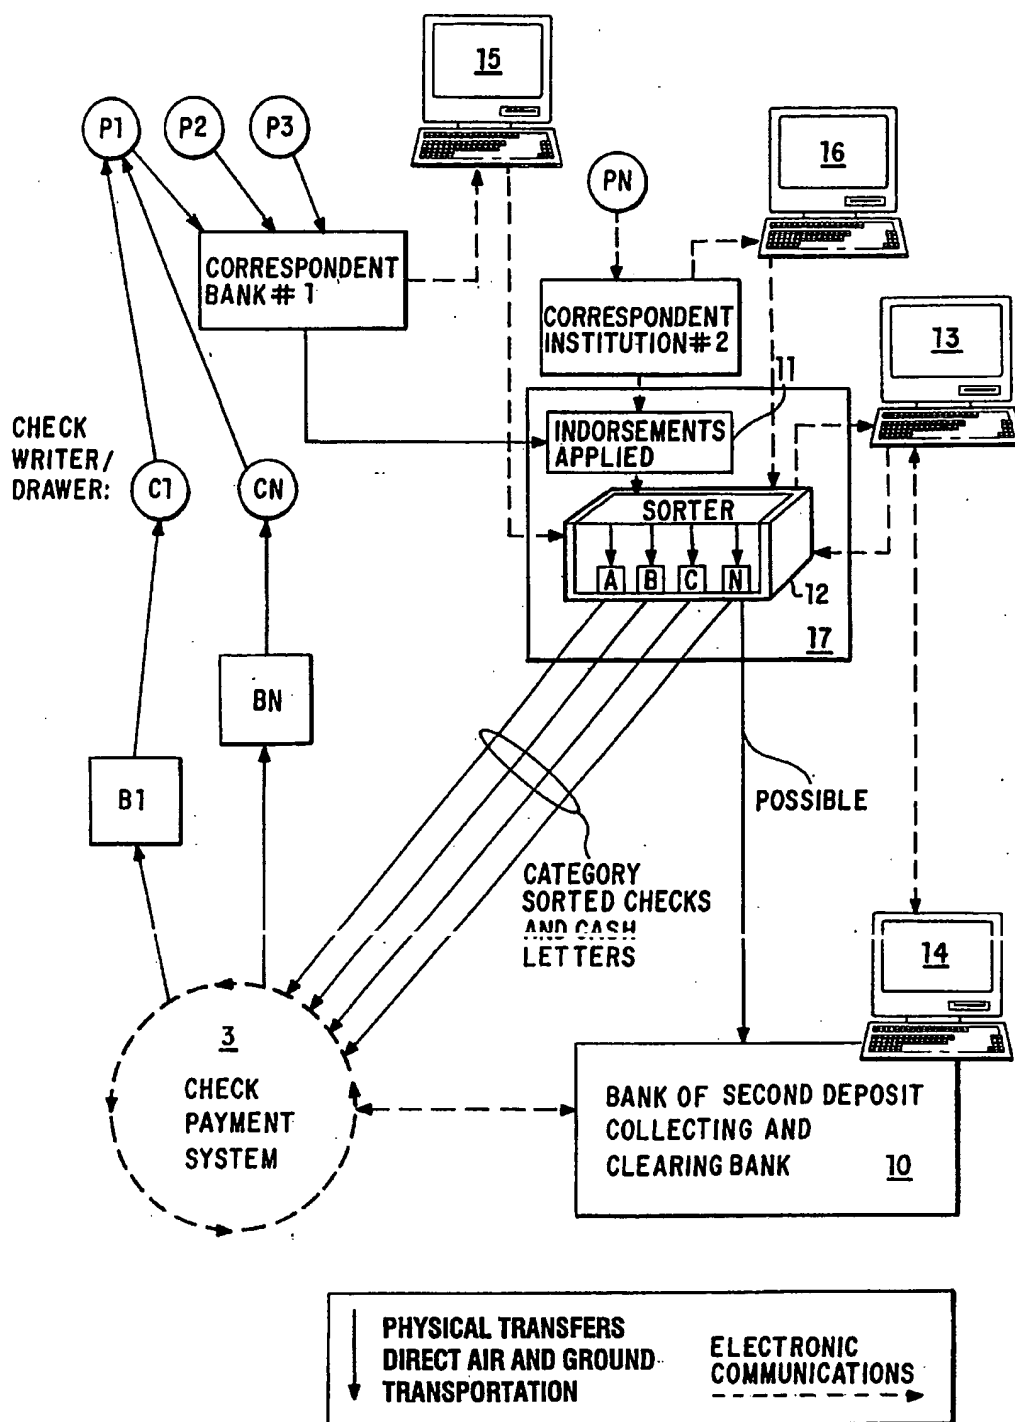 15
P1
P2
P3
16
PN
CORRESPONDENT
BANK # 1
CORRESPONDENT
INSTITUTION # 2
13
11
INDORSEMENTS
APPLIED
CHECK
WRITER/
DRAWER:
C1
CN
SORTER
A B C N
12
17
BN
B1
POSSIBLE
CATEGORY
SORTED CHECKS
AND CASH
LETTERS
14
3
CHECK
PAYMENT
SYSTEM
BANK OF SECOND DEPOSIT
COLLECTING AND
CLEARING BANK
10
PHYSICAL TRANSFERS
DIRECT AIR AND GROUND
TRANSPORTATION
ELECTRONIC
COMMUNICATIONS